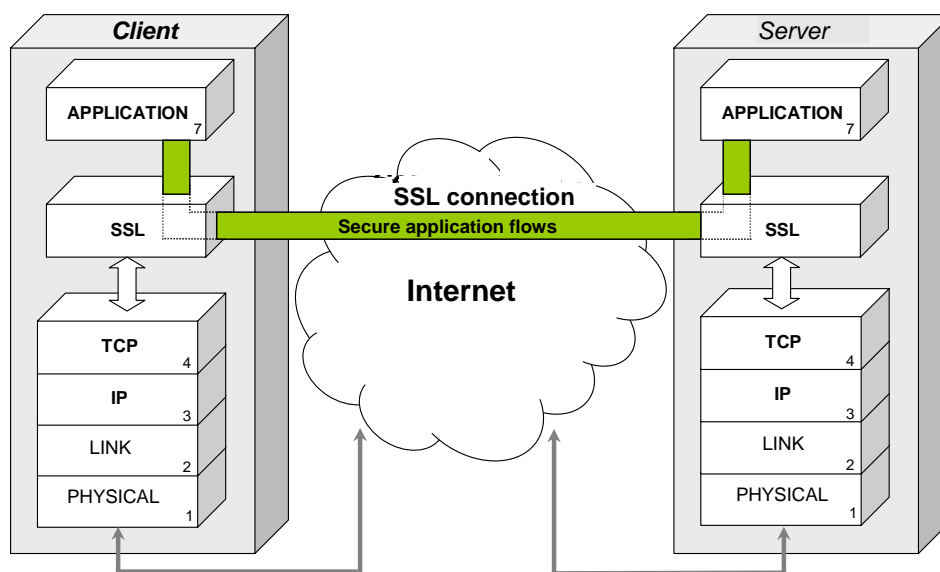 Client
APPLICATION
7
SSL
TCP
4
IP
3
LINK
2
PHYSICAL
1
SSL connection
Secure application flows
Internet
Server
APPLICATION
7
SSL
TCP
4
IP
3
LINK
2
PHYSICAL
1